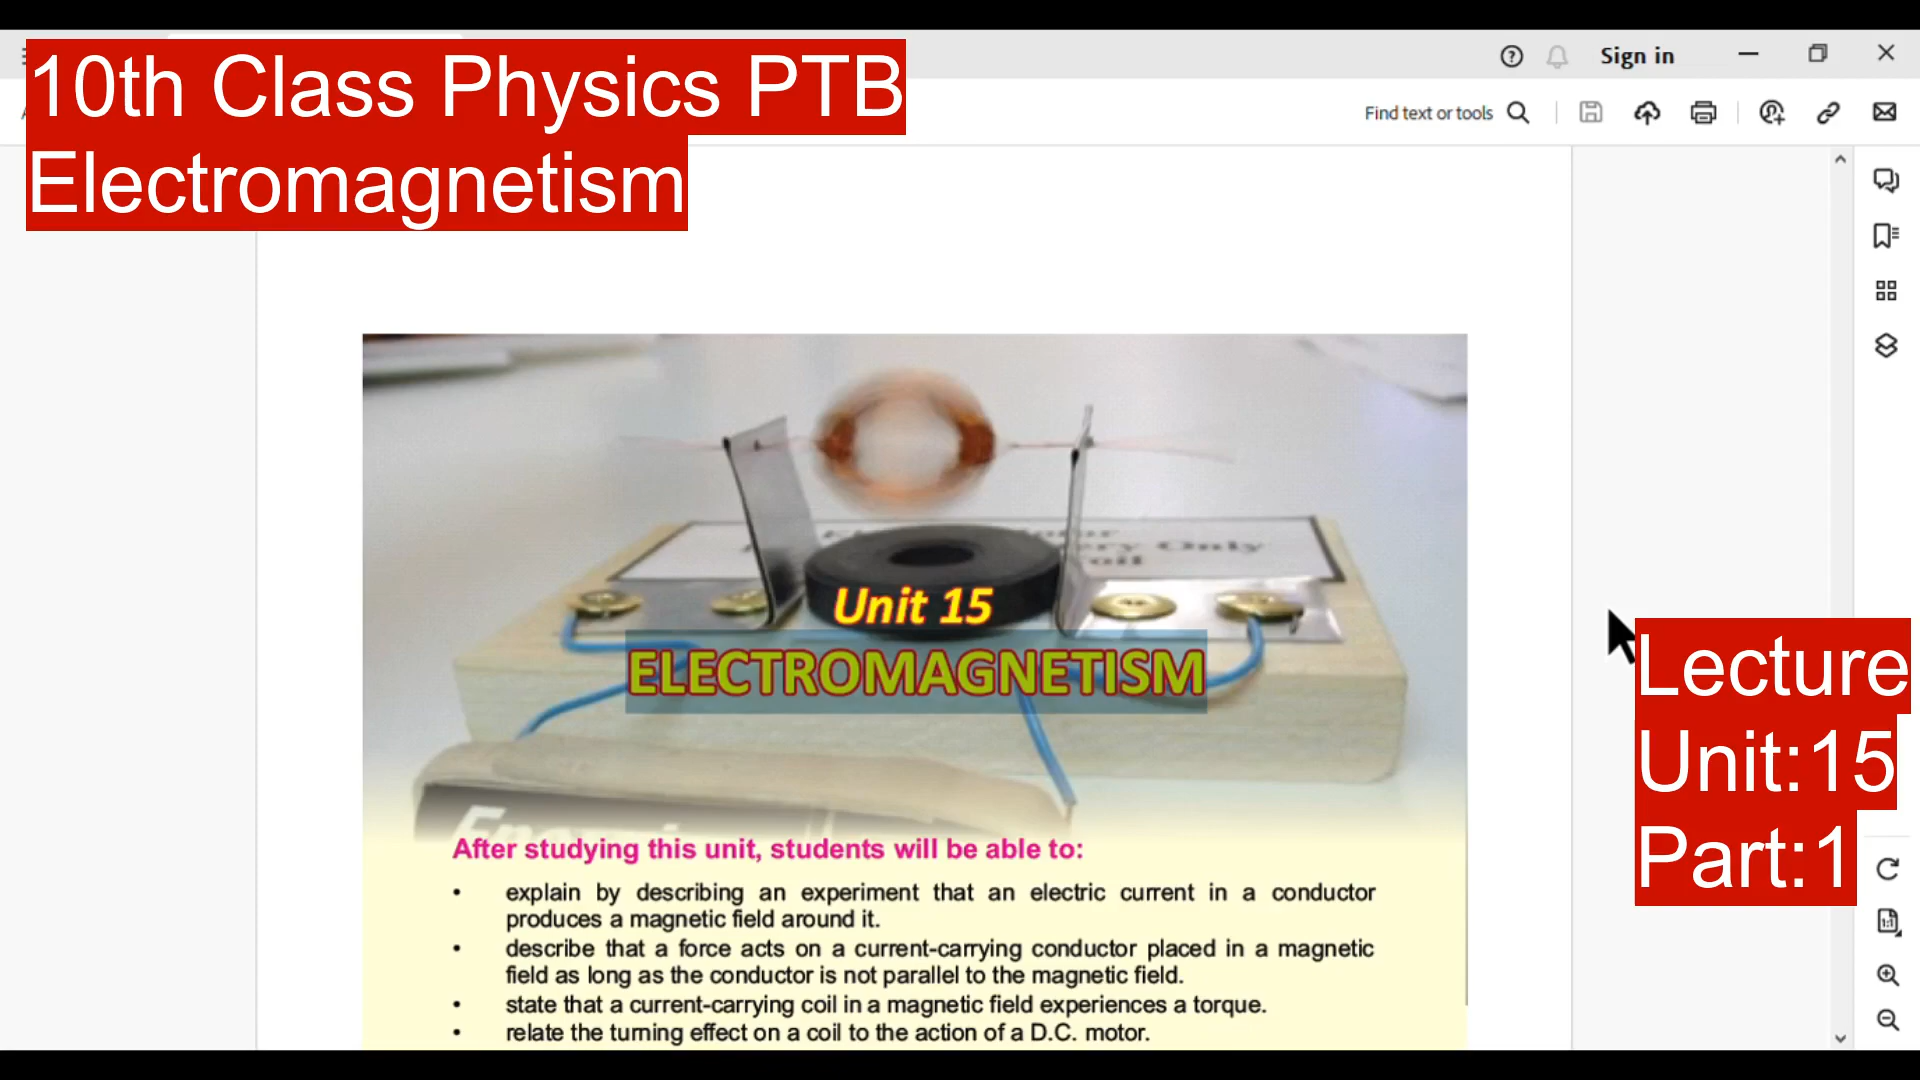 10th Class Physics PTB
Electromagnetism
Sign in
Find text or tools
Only
Unit 15
ELECTROMAGNETISM
Lecture
Unit:15
Part:1
After studying this unit, students will be able to:
• explain by describing an experiment that an electric current in a conductor
produces a magnetic field around it.
• describe that a force acts on a current-carrying conductor placed in a magnetic
field as long as the conductor is not parallel to the magnetic field.
• state that a current-carrying coil in a magnetic field experiences a torque.
• relate the turning effect on a coil to the action of a D.C. motor.